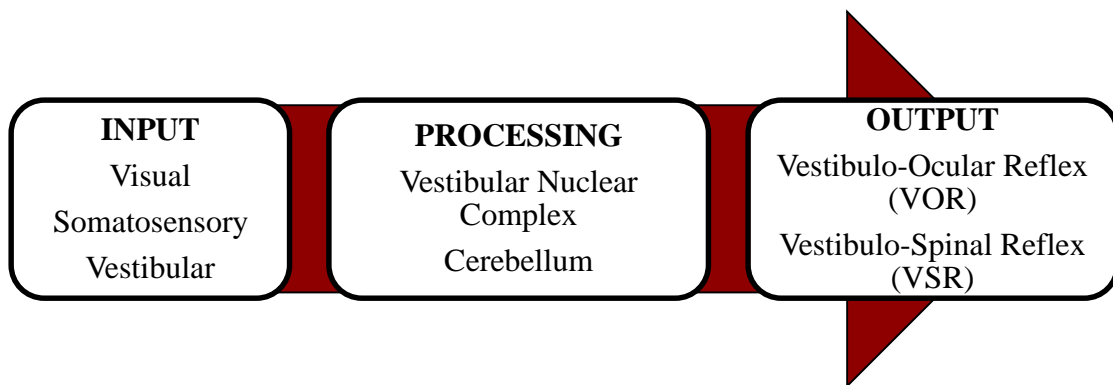 INPUT
Visual
Somatosensory
Vestibular
PROCESSING
Vestibular Nuclear
Complex
Cerebellum
OUTPUT
Vestibulo-Ocular Reflex
(VOR)
Vestibulo-Spinal Reflex
(VSR)